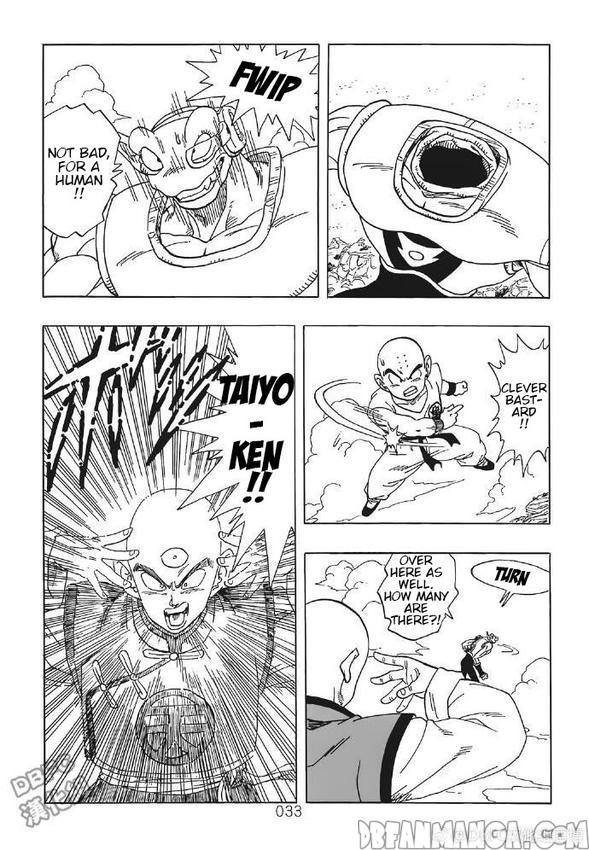 FWIP
NOT BAD,
FOR A
HUMAN
!!
CLEVER
BAST-
ARD
!!
TAIYO
-
KEN
!!
OVER
HERE AS
WELL.
HOW MANY
ARE
THERE?!
TURN
033
DBFANMANGA.COM